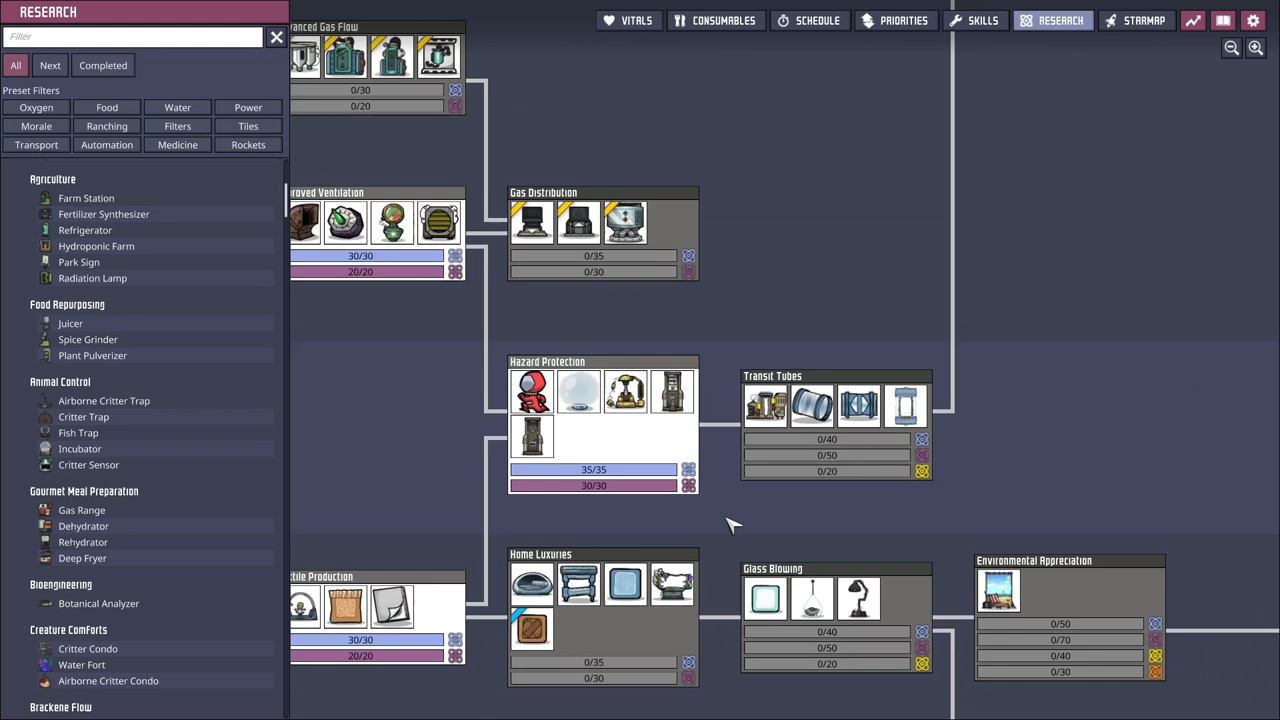 RESEARCH
Filter
All Next Completed
Preset Filters
Oxygen Food Water Power
Morale Ranching Filters Tiles
Transport Automation Medicine Rockets
Agriculture
Farm Station
Fertilizer Synthesizer
Refrigerator
Hydroponic Farm
Park Sign
Radiation Lamp
Food Repurposing
Juicer
Spice Grinder
Plant Pulverizer
Animal Control
Airborne Critter Trap
Critter Trap
Fish Trap
Incubator
Critter Sensor
Gourmet Meal Preparation
Gas Range
Dehydrator
Rehydrator
Deep Fryer
Bioengineering
Botanical Analyzer
Creature Comforts
Critter Condo
Water Fort
Airborne Critter Condo
Brackene Flow
VITALS CONSUMABLES SCHEDULE PRIORITIES SKILLS RESEARCH STARMAP
vanced Gas Flow
0/30
0/20
proved Ventilation
30/30
20/20
Gas Distribution
0/35
0/30
Hazard Protection
35/35
30/30
Transit Tubes
0/40
0/50
0/20
xtile Production
30/30
20/20
Home Luxuries
0/35
0/30
Glass Blowing
0/40
0/50
0/20
Environmental Appreciation
0/50
0/70
0/40
0/30